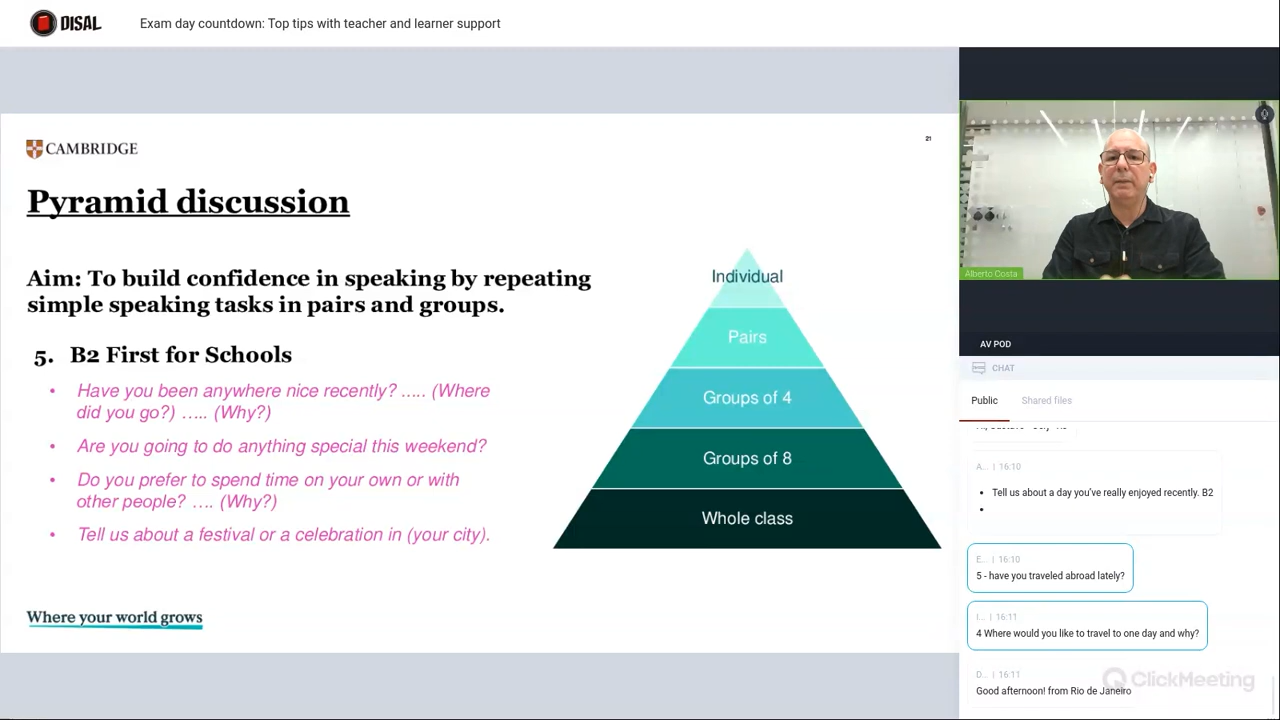 DISAL
Exam day countdown: Top tips with teacher and learner support
CAMBRIDGE
21
Pyramid discussion
Aim: To build confidence in speaking by repeating
simple speaking tasks in pairs and groups.
5. B2 First for Schools
• Have you been anywhere nice recently? ..... (Where
did you go?) ..... (Why?)
• Are you going to do anything special this weekend?
• Do you prefer to spend time on your own or with
other people? .... (Why?)
• Tell us about a festival or a celebration in (your city).
Individual
Pairs
Groups of 4
Groups of 8
Whole class
Where your world grows
Alberto Costa
AV POD
CHAT
Public
Shared files
A... | 16:10
• Tell us about a day you've really enjoyed recently. B2
•
E... | 16:10
5 - have you traveled abroad lately?
I... | 16:11
4 Where would you like to travel to one day and why?
D... | 16:11
Good afternoon! from Rio de Janeiro
ClickMeeting